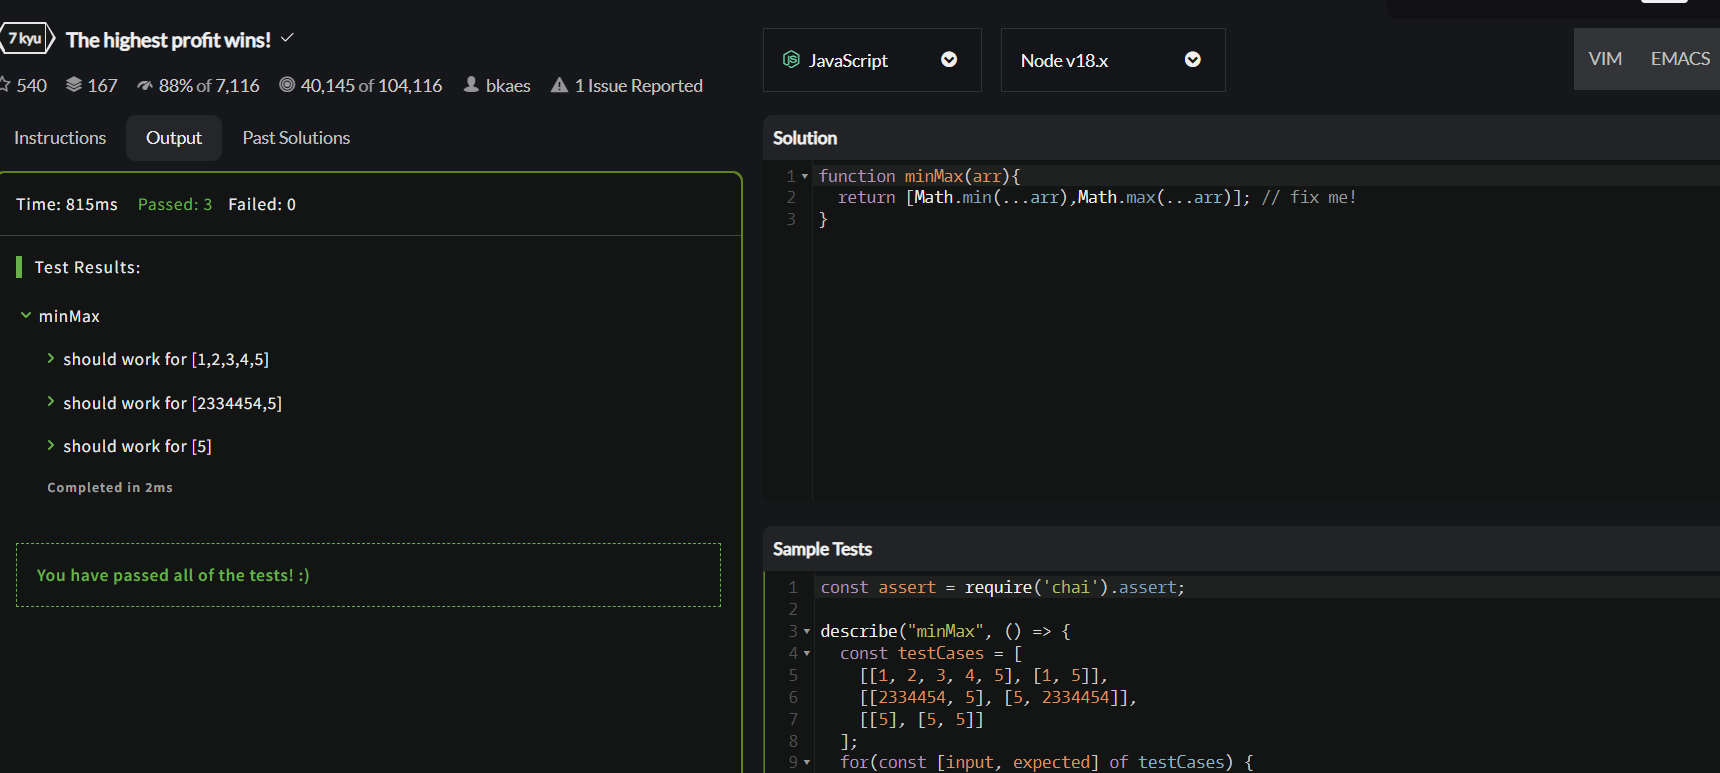 7 kyu The highest profit wins!
540 167 88% of 7,116 40,145 of 104,116 bkaes 1 Issue Reported
Instructions Output Past Solutions
Time: 815ms Passed: 3 Failed: 0
Test Results:
minMax
should work for [1,2,3,4,5]
should work for [2334454,5]
should work for [5]
Completed in 2ms
You have passed all of the tests! :)
JS JavaScript Node v18.x VIM EMACS
Solution
1 function minMax(arr){
2 return [Math.min(...arr),Math.max(...arr)]; // fix me!
3 }
Sample Tests
1 const assert = require('chai').assert;
2
3 describe("minMax", () => {
4 const testCases = [
5 [[1, 2, 3, 4, 5], [1, 5]],
6 [[2334454, 5], [5, 2334454]],
7 [[5], [5, 5]]
8 ];
9 for(const [input, expected] of testCases) {